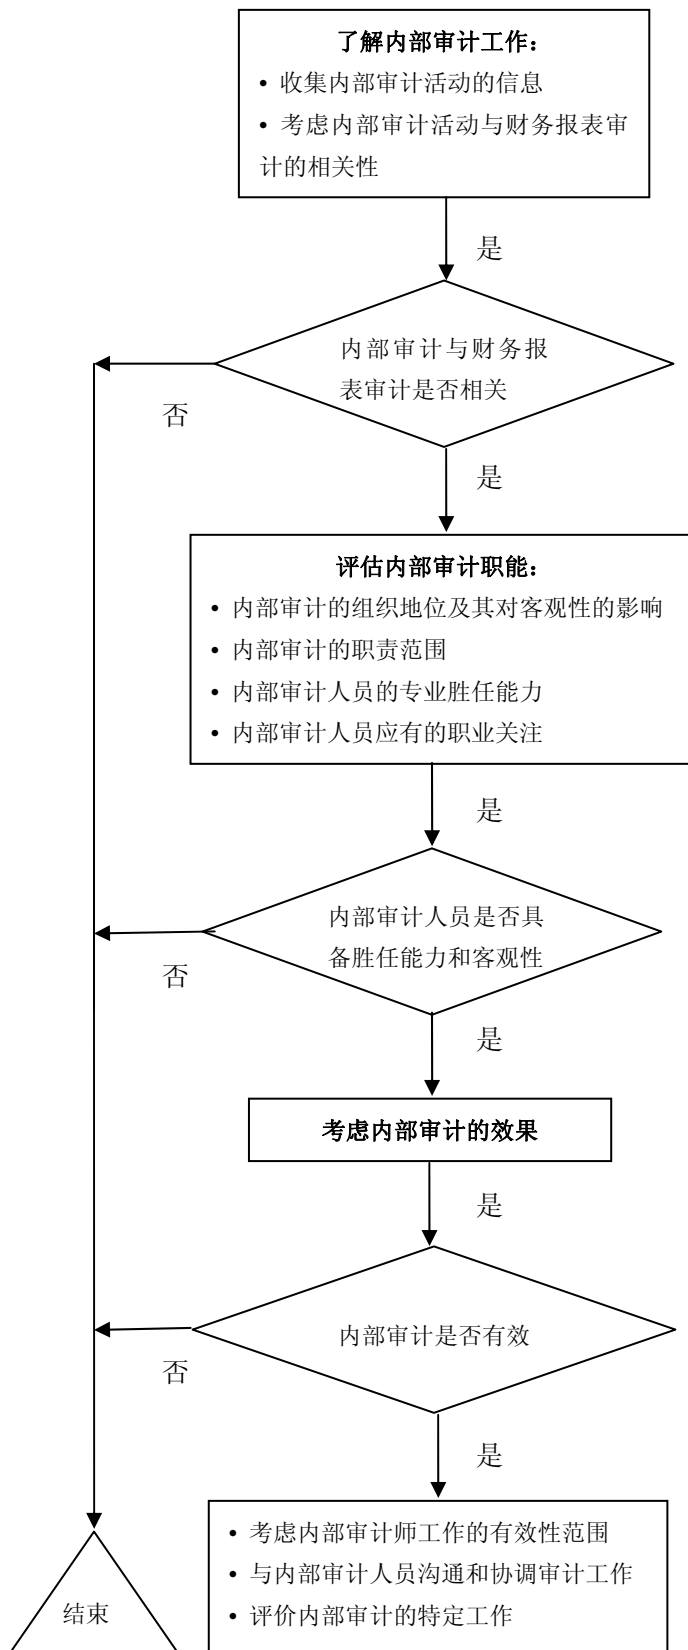 了解内部审计工作：
• 收集内部审计活动的信息
• 考虑内部审计活动与财务报表审
计的相关性
是
内部审计与财务报
表审计是否相关
否
是
评估内部审计职能：
• 内部审计的组织地位及其对客观性的影响
• 内部审计的职责范围
• 内部审计人员的专业胜任能力
• 内部审计人员应有的职业关注
是
内部审计人员是否具
备胜任能力和客观性
否
是
考虑内部审计的效果
是
内部审计是否有效
否
是
• 考虑内部审计师工作的有效性范围
• 与内部审计人员沟通和协调审计工作
• 评价内部审计的特定工作
结束